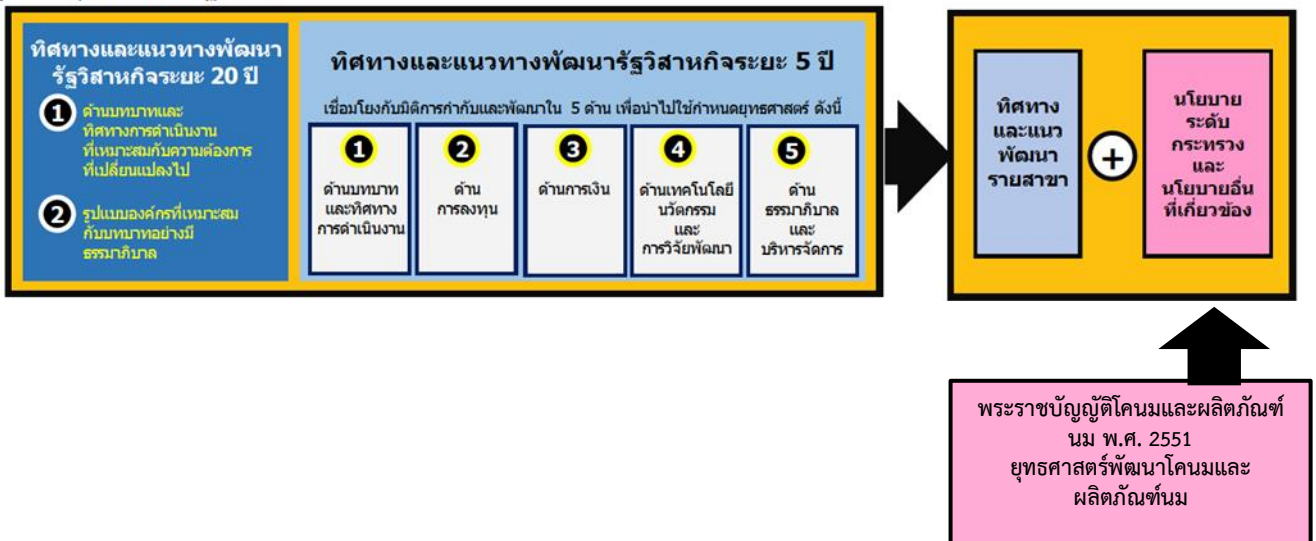 ทิศทางและแนวทางพัฒนา
รัฐวิสาหกิจระยะ 20 ปี
1
ด้านบทบาทและ
ทิศทางการดำเนินงาน
ที่เหมาะสมกับความต้องการ
ที่เปลี่ยนแปลงไป
2
รูปแบบองค์กรที่เหมาะสม
กับบทบาทอย่างมี
ธรรมาภิบาล
ทิศทางและแนวทางพัฒนารัฐวิสาหกิจระยะ 5 ปี
เชื่อมโยงกับมิติการกำกับและพัฒนาใน 5 ด้าน เพื่อนำไปใช้กำหนดยุทธศาสตร์ ดังนี้
1
ด้านบทบาท
และทิศทาง
การดำเนินงาน
2
ด้าน
การลงทุน
3
ด้านการเงิน
4
ด้านเทคโนโลยี
นวัตกรรม
และ
การวิจัยพัฒนา
5
ด้าน
ธรรมาภิบาล
และ
บริหารจัดการ
ทิศทาง
และแนว
พัฒนา
รายสาขา
+
นโยบาย
ระดับ
กระทรวง
และ
นโยบายอื่น
ที่เกี่ยวข้อง
พระราชบัญญัติโคนมและผลิตภัณฑ์
นม พ.ศ. 2551
ยุทธศาสตร์พัฒนาโคนมและ
ผลิตภัณฑ์นม